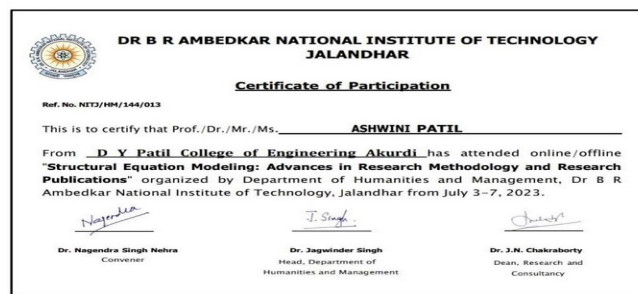 DR B R AMBEDKAR NATIONAL INSTITUTE OF TECHNOLOGY
JALANDHAR
Certificate of Participation
Ref. No. NITJ/HM/144/013
This is to certify that Prof./Dr./Mr./Ms. ASHWINI PATIL
From D Y Patil College of Engineering Akurdi has attended online/offline
"Structural Equation Modeling: Advances in Research Methodology and Research
Publications" organized by Department of Humanities and Management, Dr B R
Ambedkar National Institute of Technology, Jalandhar from July 3–7, 2023.
Nagendra
J. Singh
Dr. Nagendra Singh Nehra
Convener
Dr. Jagwinder Singh
Head, Department of
Humanities and Management
Dr. J.N. Chakraborty
Dean, Research and
Consultancy